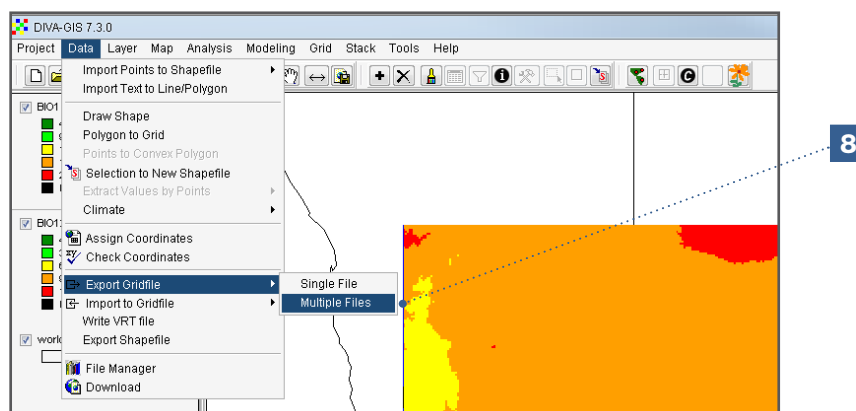 DIVA-GIS 7.3.0
Project Data Layer Map Analysis Modeling Grid Stack Tools Help
Import Points to Shapefile
Import Text to Line/Polygon
Draw Shape
Polygon to Grid
Points to Convex Polygon
Selection to New Shapefile
Extract Values by Points
Climate
Assign Coordinates
Check Coordinates
Export Gridfile
Import to Gridfile
Write VRT file
Export Shapefile
File Manager
Download
Single File
Multiple Files
BIO1
8